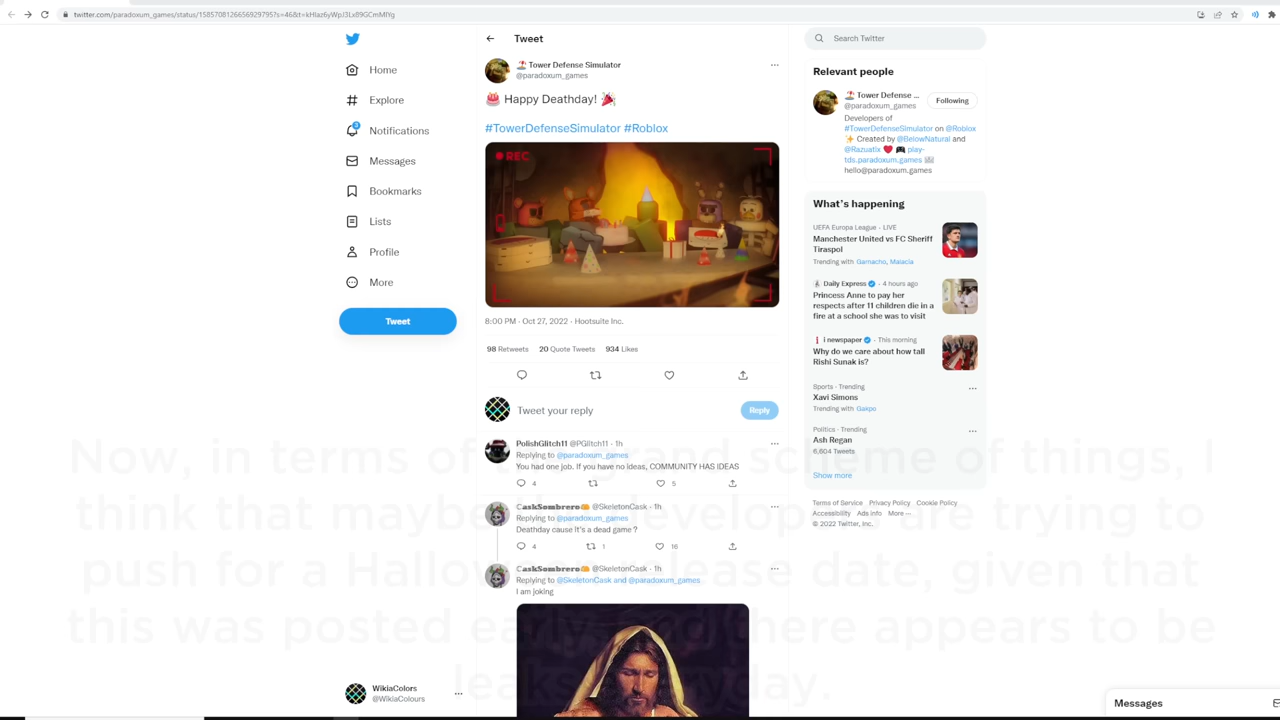 twitter.com/paradoxum_games/status/1585708126656929795?s=46&t=kHlaz6yWpJ3Lx89GCmMIYg
Home
Explore
3
Notifications
Messages
Bookmarks
Lists
Profile
More
Tweet
WikiaColors
@WikiaColours
Tweet
Tower Defense Simulator
@paradoxum_games
Happy Deathday!
#TowerDefenseSimulator #Roblox
REC
8:00 PM · Oct 27, 2022 · Hootsuite Inc.
98 Retweets 20 Quote Tweets 934 Likes
Tweet your reply
Reply
PolishGlitch11 @PGlitch11 · 1h
Replying to @paradoxum_games
You had one job. If you have no ideas, COMMUNITY HAS IDEAS
4 5
CaskSombrero @SkeletonCask · 1h
Replying to @paradoxum_games
Deathday cause it's a dead game ?
4 1 16
CaskSombrero @SkeletonCask · 1h
Replying to @SkeletonCask and @paradoxum_games
I am joking
Search Twitter
Relevant people
Tower Defense ...
@paradoxum_games
Following
Developers of
#TowerDefenseSimulator on @Roblox
Created by @BelowNatural and
@Razuatix play-
tds.paradoxum.games
hello@paradoxum.games
What's happening
UEFA Europa League · LIVE
Manchester United vs FC Sheriff
Tiraspol
Trending with Garnacho, Malacia
Daily Express · 4 hours ago
Princess Anne to pay her
respects after 11 children die in a
fire at a school she was to visit
i newspaper · This morning
Why do we care about how tall
Rishi Sunak is?
Sports · Trending
Xavi Simons
Trending with Gakpo
Politics · Trending
Ash Regan
6,604 Tweets
Show more
Terms of Service Privacy Policy Cookie Policy
Accessibility Ads info More ···
© 2022 Twitter, Inc.
Messages
Now, in terms of the grand scheme of things, I
think that maybe the developers are trying to
push for a Halloween release date, given that
this was posted early and there appears to be
leaks everyday